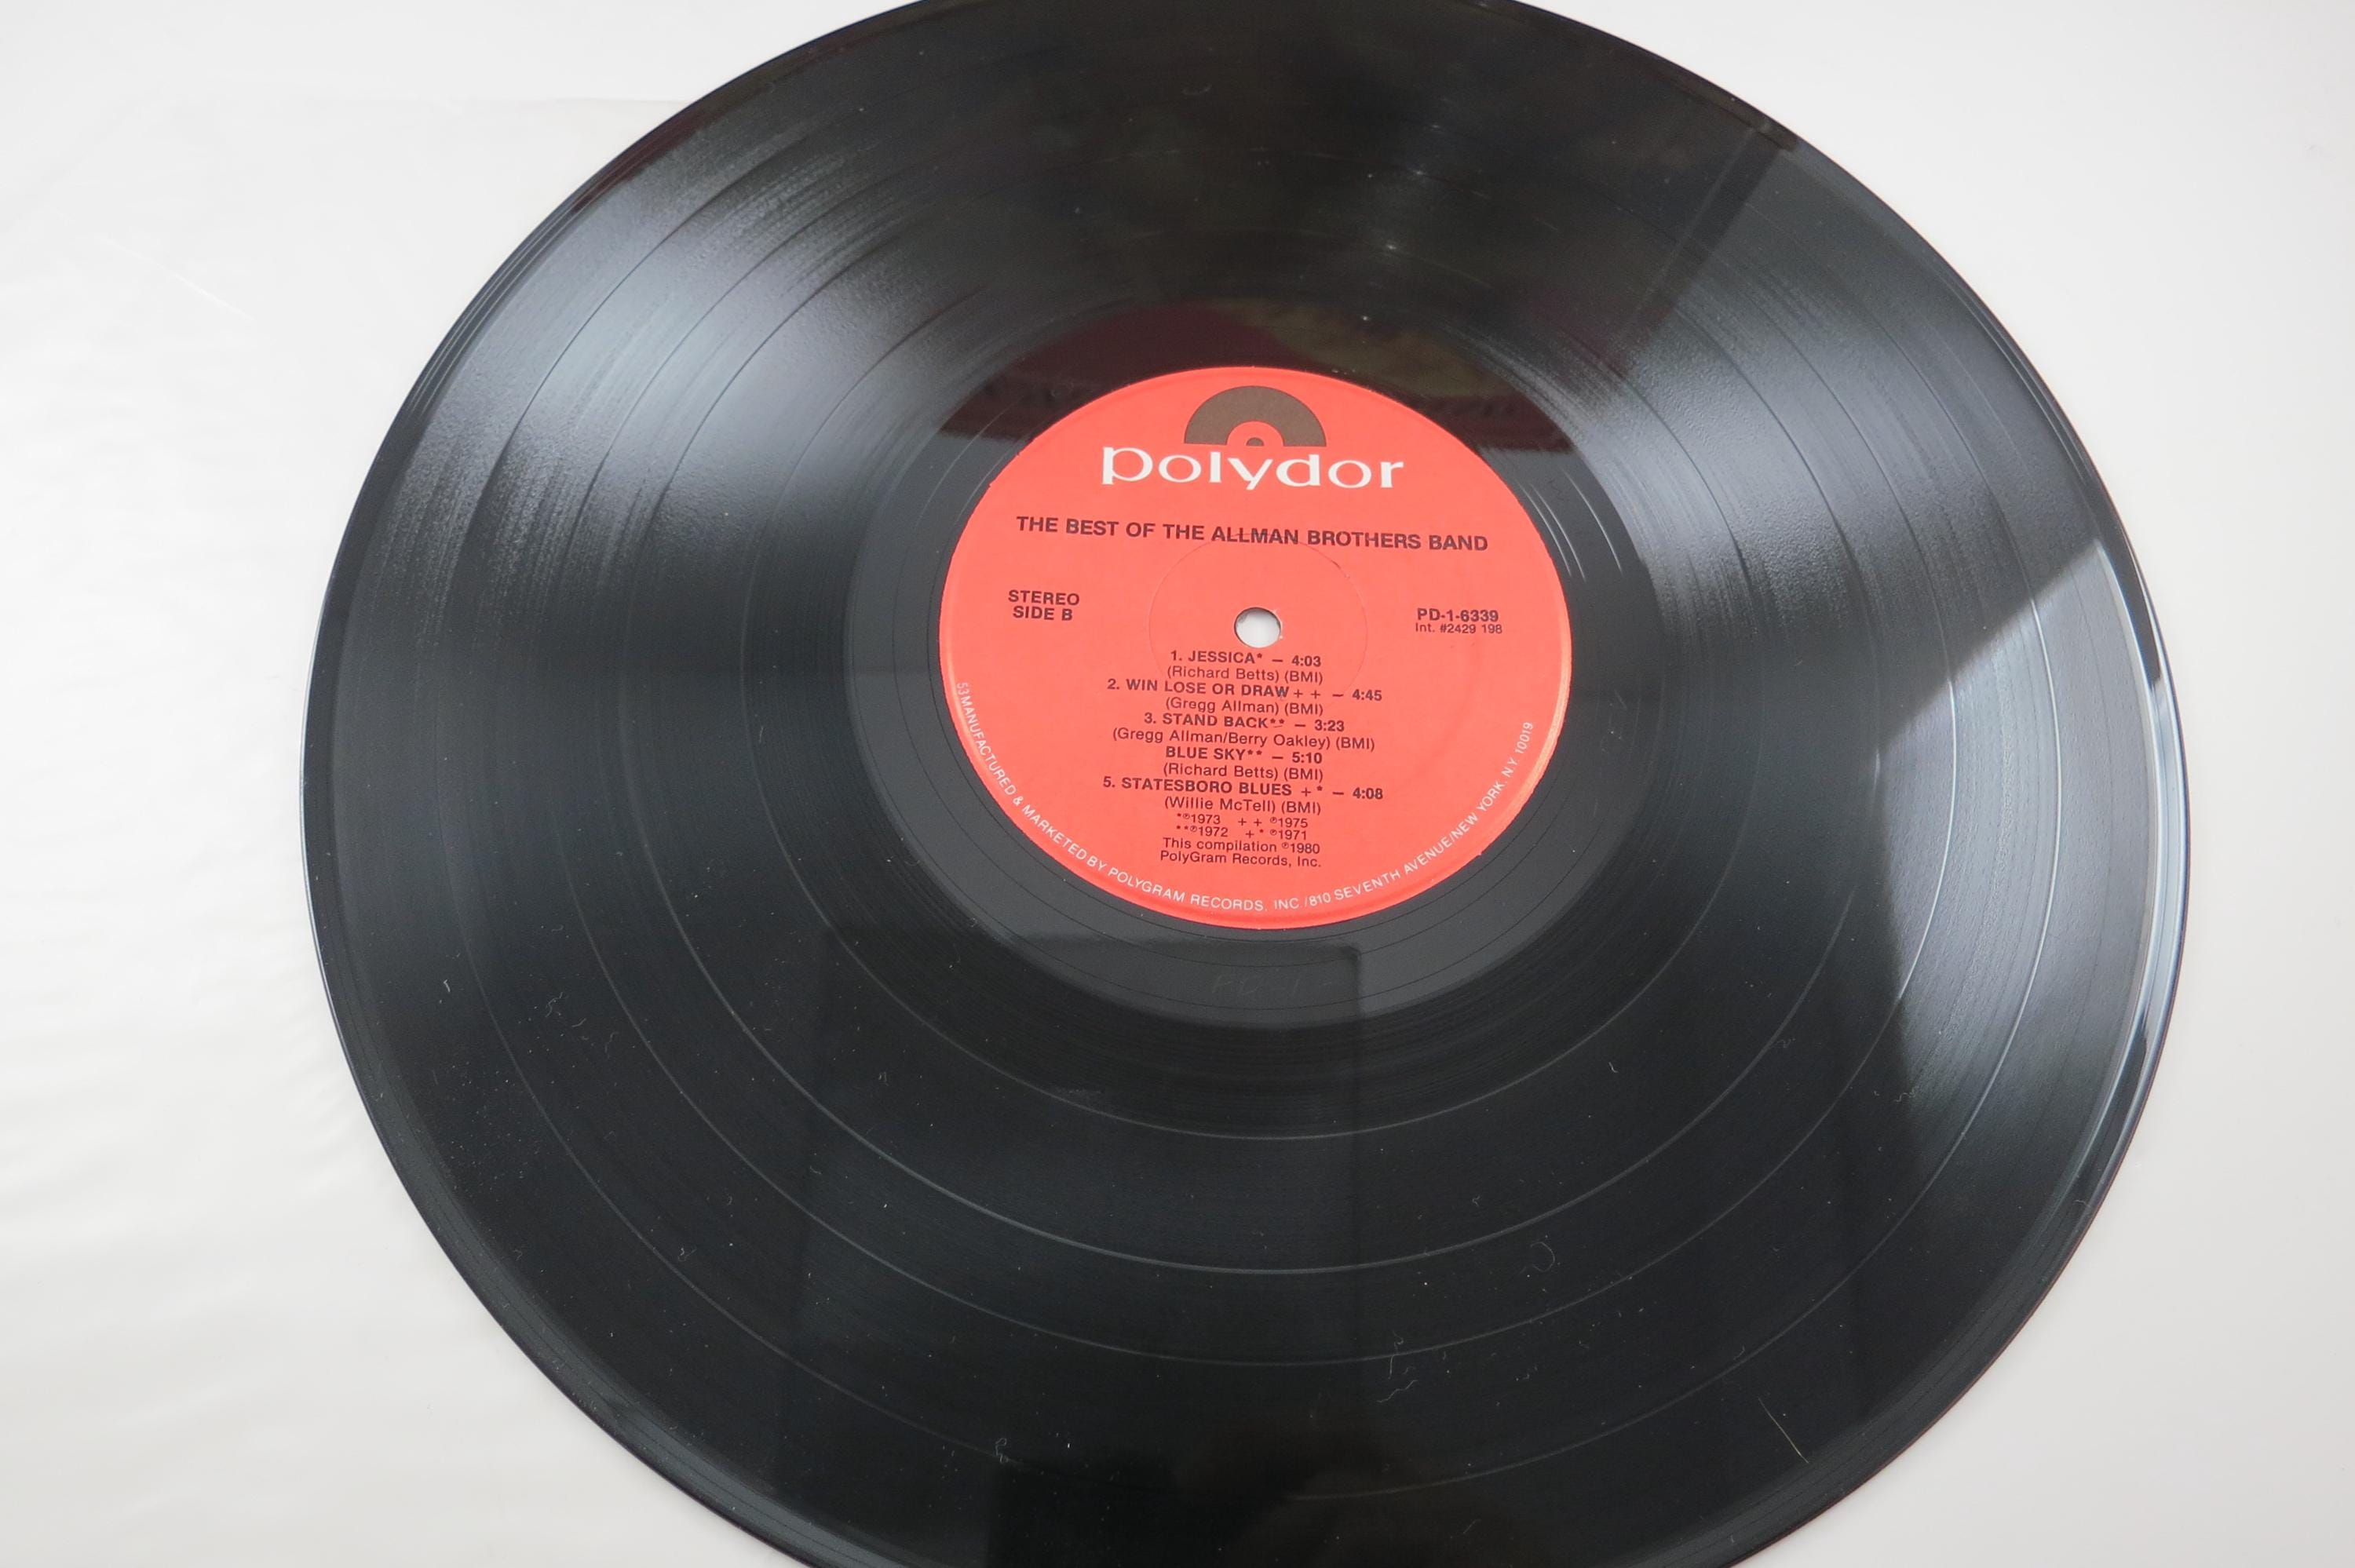 polydor
THE BEST OF THE ALLMAN BROTHERS BAND
STEREO
SIDE B
PD-1-6339
Int. #2429 198
1. JESSICA* — 4:03
(Richard Betts) (BMI)
2. WIN LOSE OR DRAW + + — 4:45
(Gregg Allman) (BMI)
3. STAND BACK** — 3:23
(Gregg Allman/Berry Oakley) (BMI)
BLUE SKY** — 5:10
(Richard Betts) (BMI)
5. STATESBORO BLUES + * — 4:08
(Willie McTell) (BMI)
*℗1973 + + ℗1975
**℗1972 + * ℗1971
This compilation ℗1980
PolyGram Records, Inc.
53 MANUFACTURED & MARKETED BY POLYGRAM RECORDS, INC /810 SEVENTH AVENUE/NEW YORK, N.Y. 10019